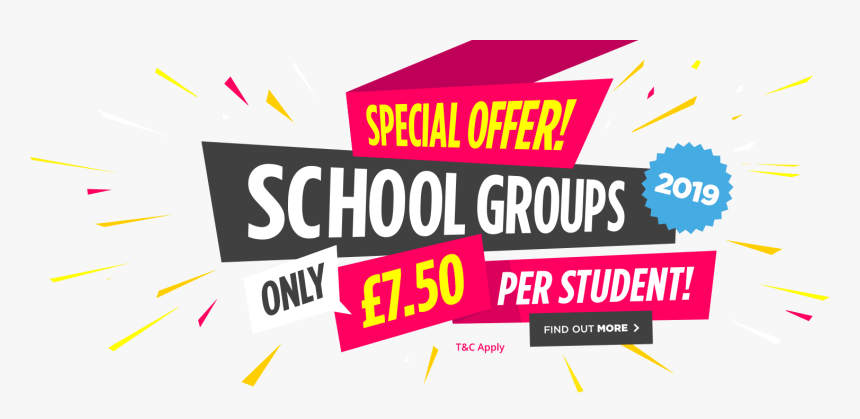 SPECIAL OFFER!
SCHOOL GROUPS
2019
ONLY
£7.50
PER STUDENT!
FIND OUT MORE >
T&C Apply